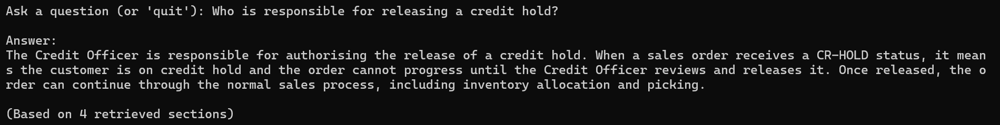 Ask a question (or 'quit'): Who is responsible for releasing a credit hold?
Answer:
The Credit Officer is responsible for authorising the release of a credit hold. When a sales order receives a CR-HOLD status, it mean
s the customer is on credit hold and the order cannot progress until the Credit Officer reviews and releases it. Once released, the o
rder can continue through the normal sales process, including inventory allocation and picking.
(Based on 4 retrieved sections)